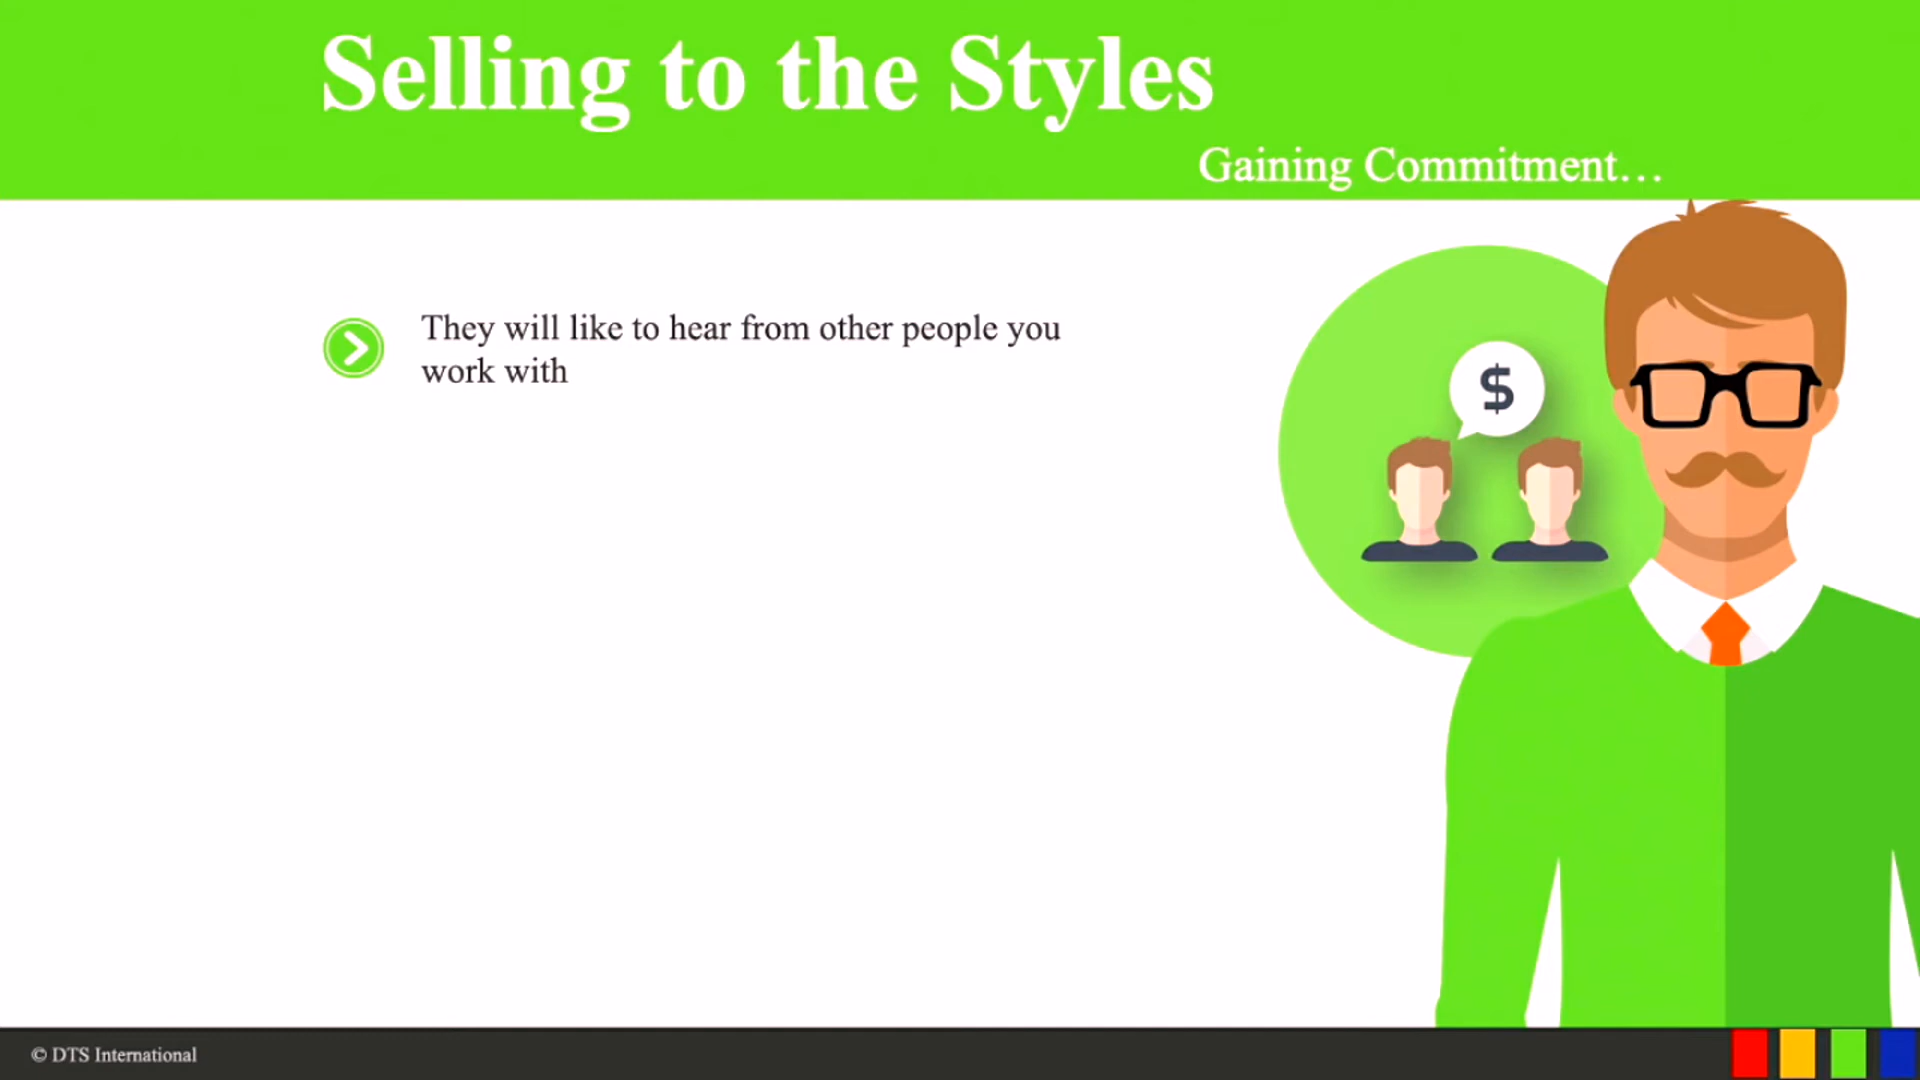 Selling to the Styles
Gaining Commitment…
They will like to hear from other people you
work with
$
© DTS International